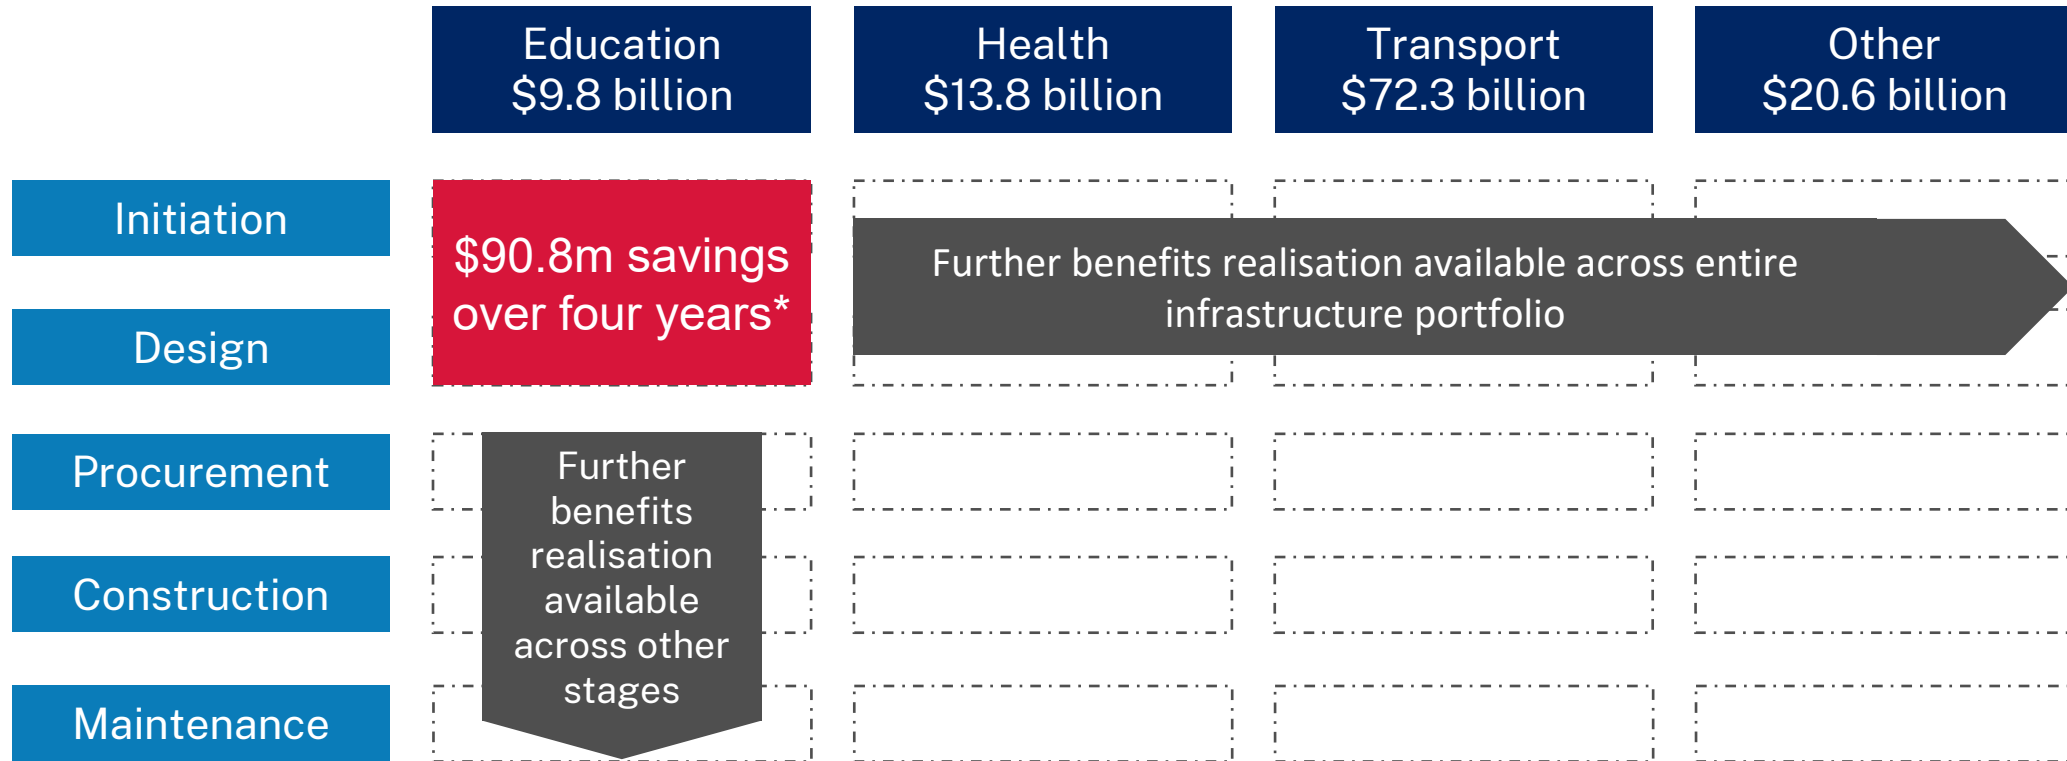 Education
$9.8 billion
Health
$13.8 billion
Transport
$72.3 billion
Other
$20.6 billion
Initiation
$90.8m savings
over four years*
Further benefits realisation available across entire
infrastructure portfolio
Design
Procurement
Further
benefits
realisation
available
across other
stages
Construction
Maintenance